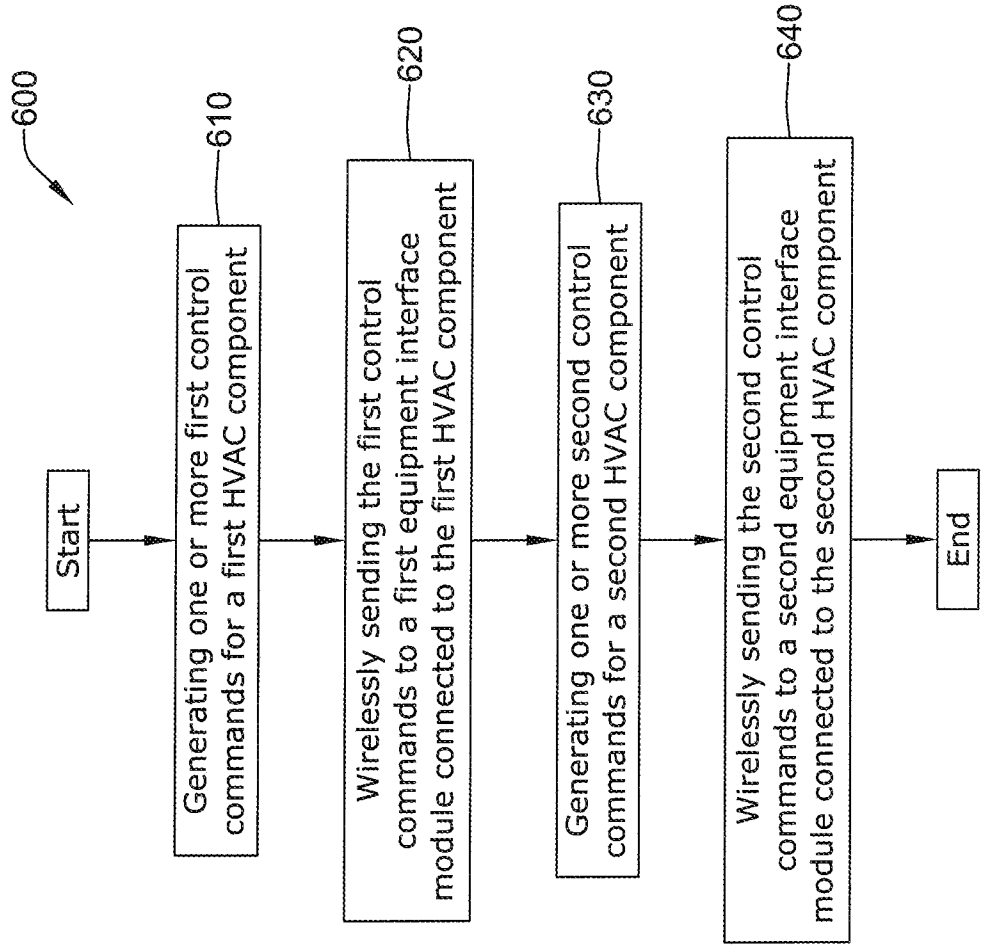 600
Start
Generating one or more first control
commands for a first HVAC component
610
Wirelessly sending the first control
commands to a first equipment interface
module connected to the first HVAC component
620
Generating one or more second control
commands for a second HVAC component
630
Wirelessly sending the second control
commands to a second equipment interface
module connected to the second HVAC component
640
End